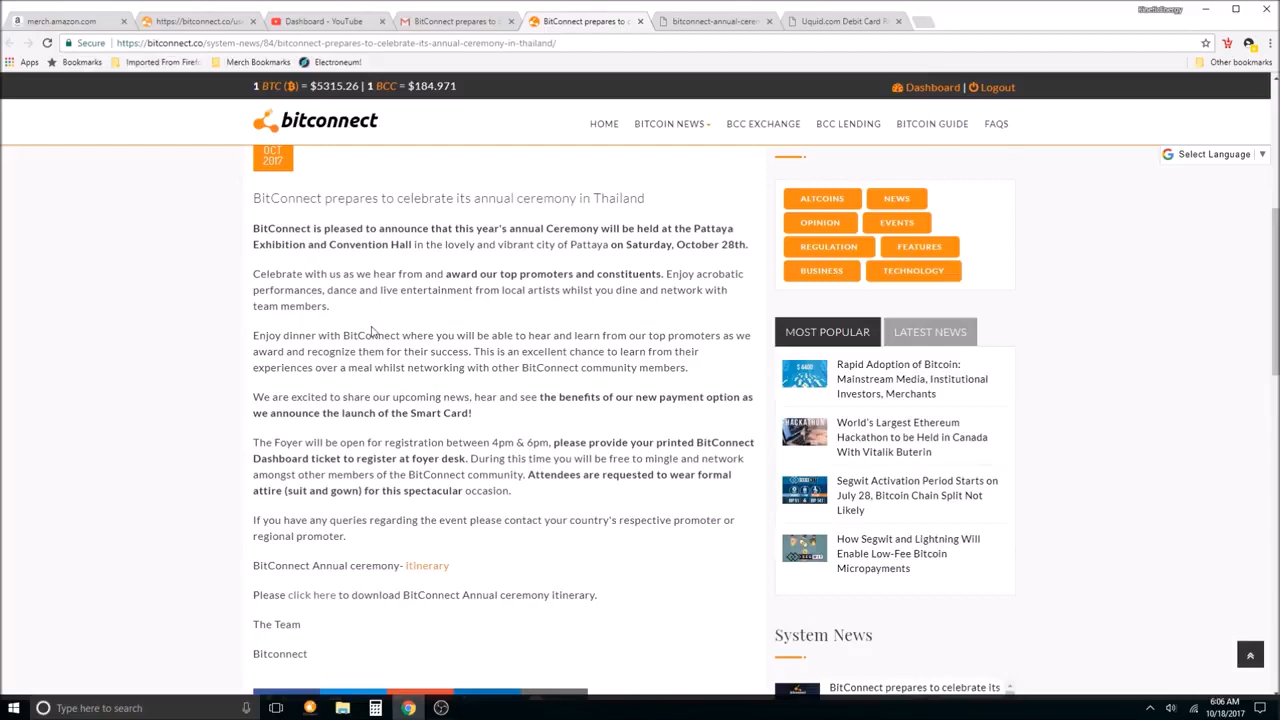 merch.amazon.com
https://bitconnect.co/us
Dashboard - YouTube
BitConnect prepares to
BitConnect prepares to c
bitconnect-annual-cerem
Uquid.com Debit Card R
KineticEnergy
Secure
https://bitconnect.co/system-news/84/bitconnect-prepares-to-celebrate-its-annual-ceremony-in-thailand/
Apps
Bookmarks
Imported From Firef
Merch Bookmarks
Electroneum!
Other bookmarks
1 BTC (₿) = $5315.26 | 1 BCC = $184.971
Dashboard | Logout
bitconnect
HOME
BITCOIN NEWS
BCC EXCHANGE
BCC LENDING
BITCOIN GUIDE
FAQS
G Select Language ▼
OCT
2017
BitConnect prepares to celebrate its annual ceremony in Thailand
BitConnect is pleased to announce that this year's annual Ceremony will be held at the Pattaya
Exhibition and Convention Hall in the lovely and vibrant city of Pattaya on Saturday, October 28th.
Celebrate with us as we hear from and award our top promoters and constituents. Enjoy acrobatic
performances, dance and live entertainment from local artists whilst you dine and network with
team members.
Enjoy dinner with BitConnect where you will be able to hear and learn from our top promoters as we
award and recognize them for their success. This is an excellent chance to learn from their
experiences over a meal whilst networking with other BitConnect community members.
We are excited to share our upcoming news, hear and see the benefits of our new payment option as
we announce the launch of the Smart Card!
The Foyer will be open for registration between 4pm & 6pm, please provide your printed BitConnect
Dashboard ticket to register at foyer desk. During this time you will be free to mingle and network
amongst other members of the BitConnect community. Attendees are requested to wear formal
attire (suit and gown) for this spectacular occasion.
If you have any queries regarding the event please contact your country's respective promoter or
regional promoter.
BitConnect Annual ceremony- itinerary
Please click here to download BitConnect Annual ceremony itinerary.
The Team
Bitconnect
ALTCOINS
NEWS
OPINION
EVENTS
REGULATION
FEATURES
BUSINESS
TECHNOLOGY
MOST POPULAR
LATEST NEWS
$ 4400
Rapid Adoption of Bitcoin:
Mainstream Media, Institutional
Investors, Merchants
HACKATHON
World's Largest Ethereum
Hackathon to be Held in Canada
With Vitalik Buterin
Segwit Activation Period Starts on
July 28, Bitcoin Chain Split Not
Likely
How Segwit and Lightning Will
Enable Low-Fee Bitcoin
Micropayments
System News
BitConnect prepares to celebrate its
Type here to search
6:06 AM
10/18/2017